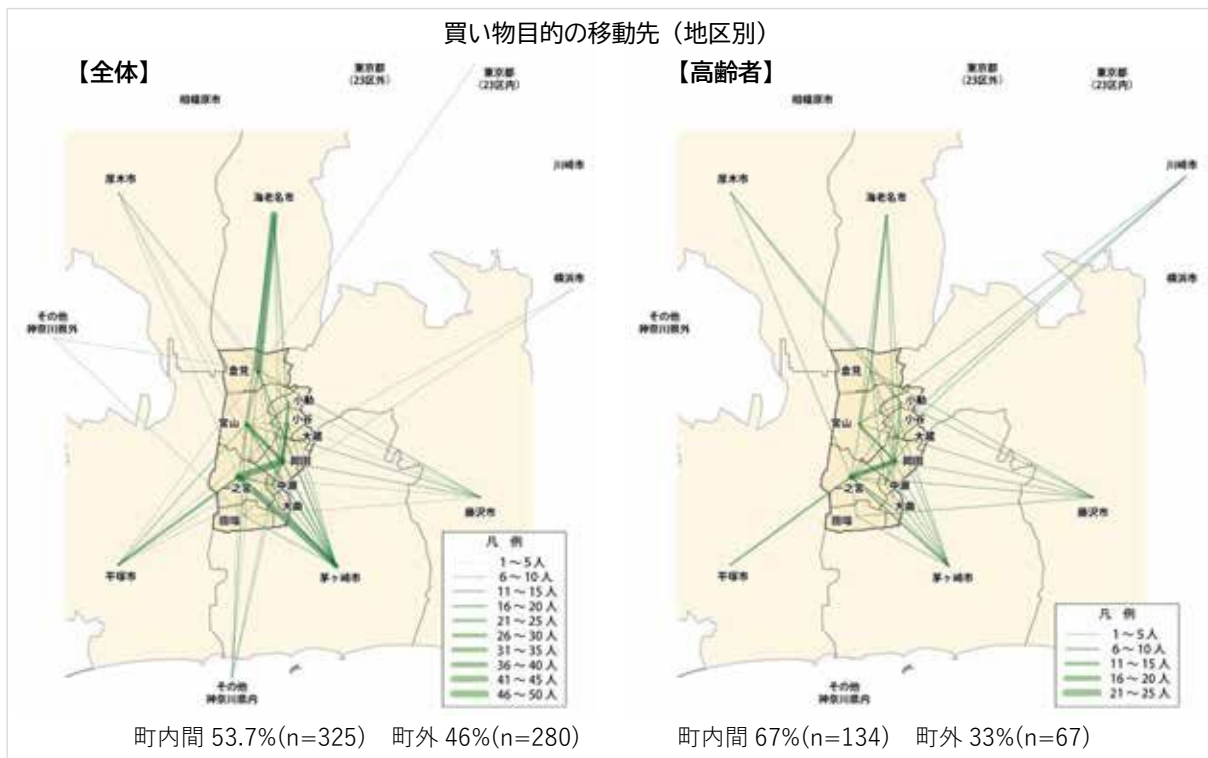 買い物目的の移動先（地区別）
【全体】
東京都
（23区外）
東京都
（23区内）
相模原市
川崎市
厚木市
海老名市
横浜市
その他
神奈川県外
倉見
小動
宮山
小谷
大蔵
岡田
一之宮
中瀬
大曲
田端
藤沢市
平塚市
茅ヶ崎市
その他
神奈川県内
凡 例
1～5人
6～10人
11～15人
16～20人
21～25人
26～30人
31～35人
36～40人
41～45人
46～50人
町内間 53.7%(n=325) 町外 46%(n=280)
【高齢者】
東京都
（23区外）
東京都
（23区内）
相模原市
川崎市
厚木市
海老名市
横浜市
その他
神奈川県外
倉見
小動
宮山
小谷
大蔵
岡田
一之宮
中瀬
大曲
田端
藤沢市
平塚市
茅ヶ崎市
その他
神奈川県内
凡 例
1～5人
6～10人
11～15人
16～20人
21～25人
町内間 67%(n=134) 町外 33%(n=67)